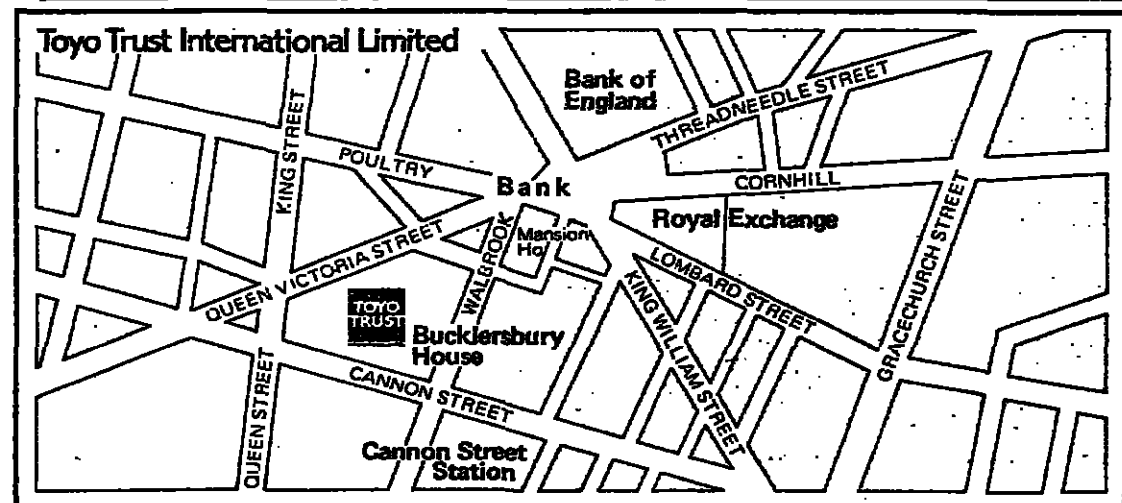 Toyo Trust International Limited
Bank of
England
THREADNEEDLE STREET
KING STREET
POULTRY
Bank
CORNHILL
Royal Exchange
Mansion
Ho
WALBROOK
QUEEN VICTORIA STREET
LOMBARD STREET
GRACECHURCH STREET
KING WILLIAM STREET
TOYO
TRUST
Bucklersbury
House
CANNON STREET
QUEEN STREET
Cannon Street
Station